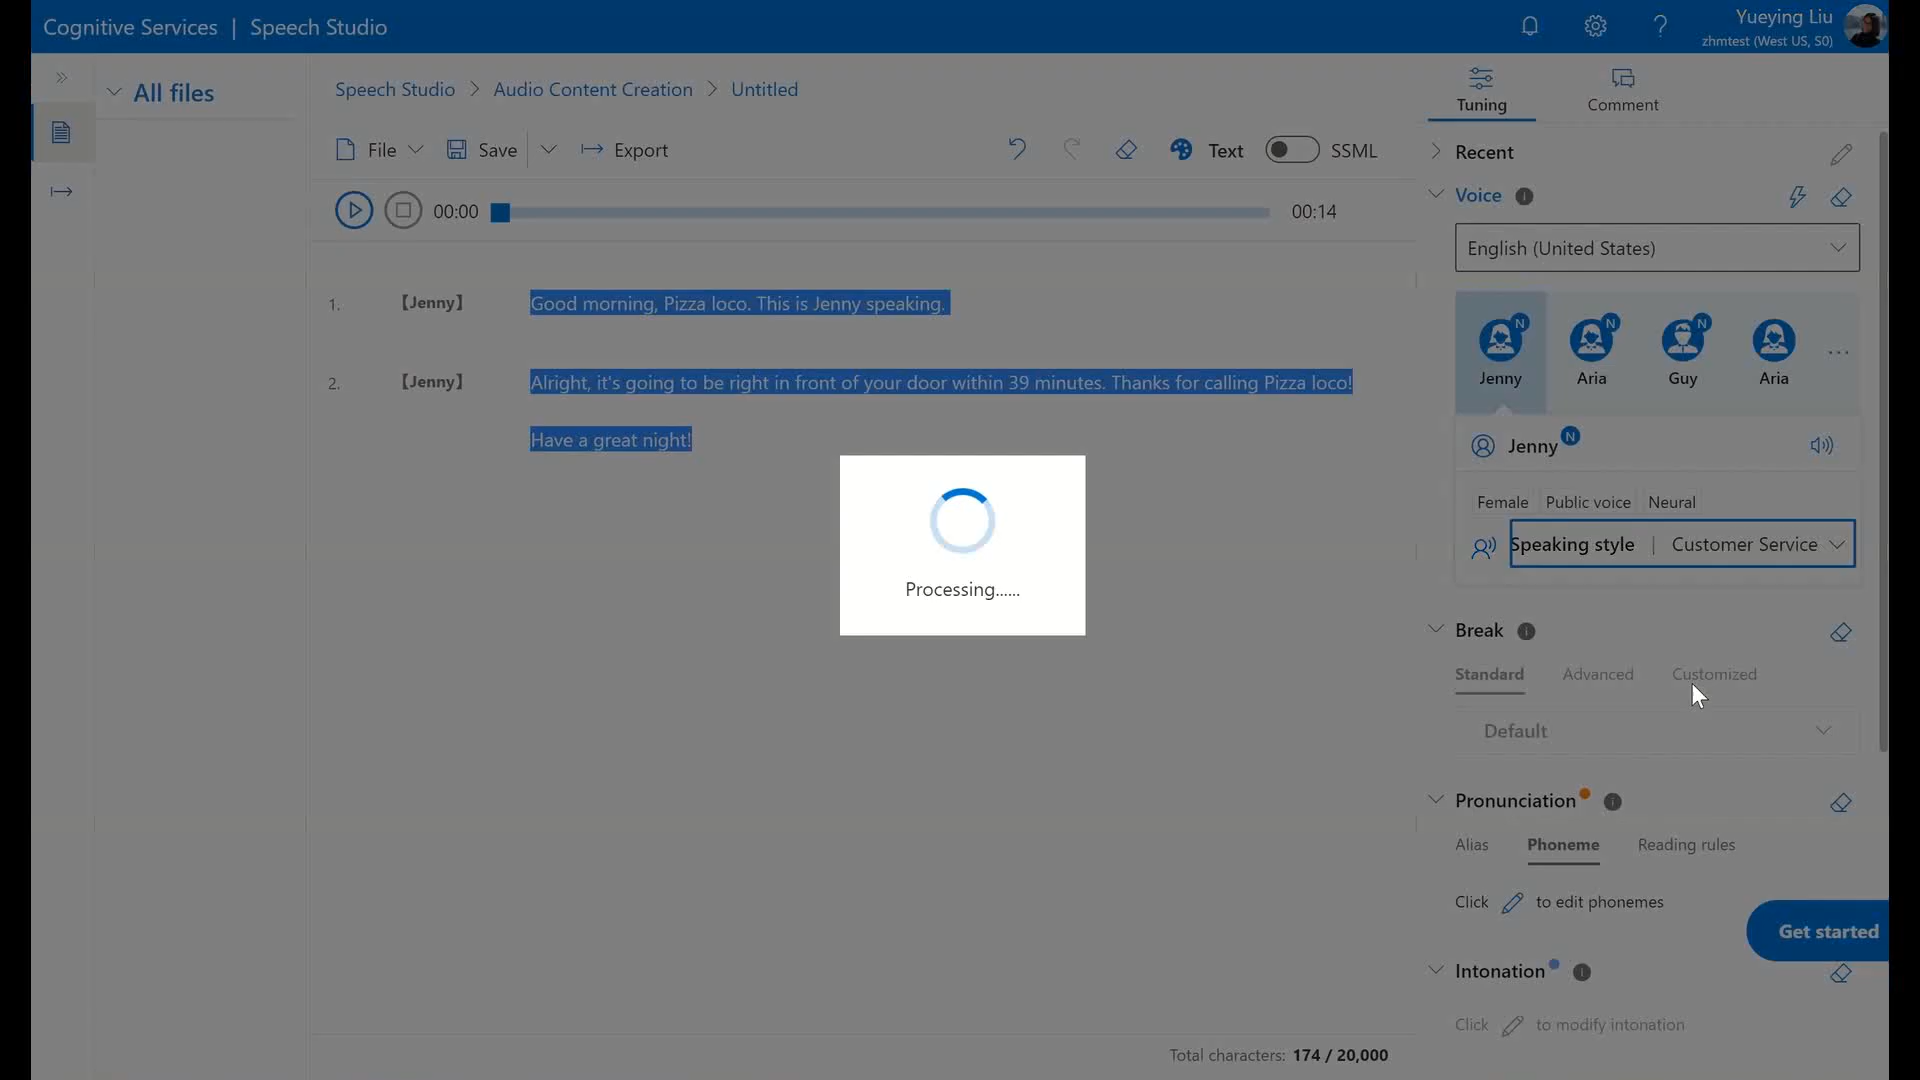 Cognitive Services | Speech Studio
Yueying Liu
zhmtest (West US, S0)
All files
Speech Studio > Audio Content Creation > Untitled
File Save Export
Text SSML
00:00 00:14
1. 【Jenny】 Good morning, Pizza loco. This is Jenny speaking.
2. 【Jenny】 Alright, it's going to be right in front of your door within 39 minutes. Thanks for calling Pizza loco!
Have a great night!
Processing......
Total characters: 174 / 20,000
Tuning Comment
Recent
Voice
English (United States)
N N N
Jenny Aria Guy Aria
Jenny N
Female Public voice Neural
Speaking style | Customer Service
Break
Standard Advanced Customized
Default
Pronunciation
Alias Phoneme Reading rules
Click to edit phonemes
Get started
Intonation
Click to modify intonation